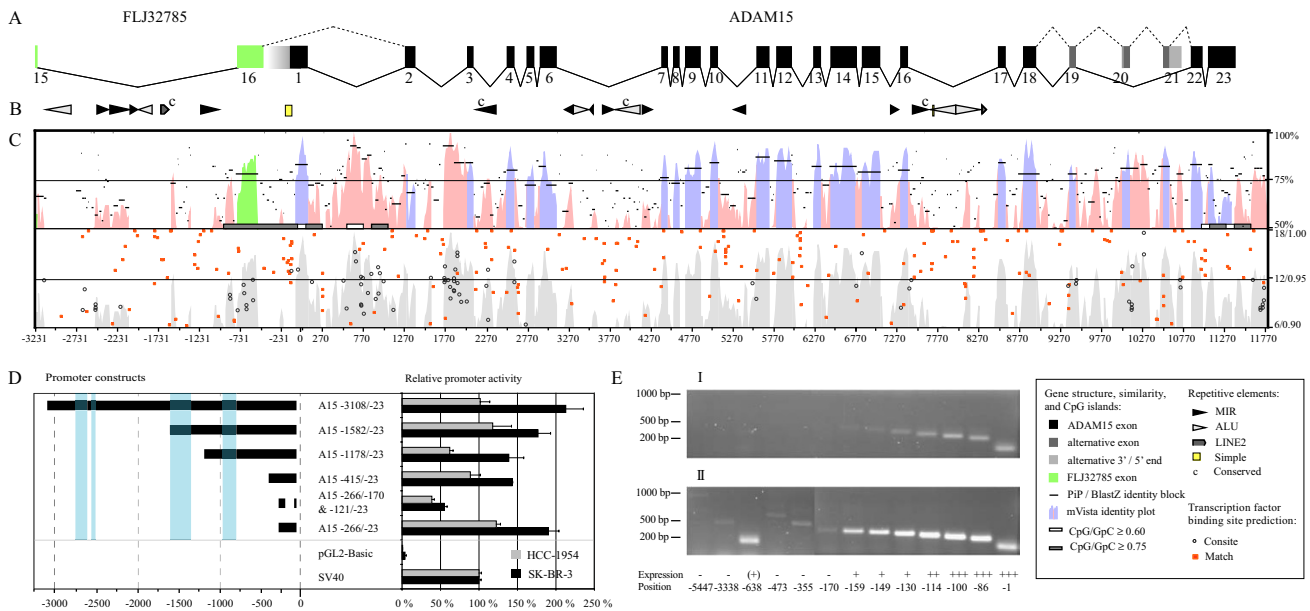 A FLJ32785 ADAM15
15 16 1 2 3 4 5 6 7 8 9 10 11 12 13 14 15 16 17 18 19 20 21 22 23
B c c c c
C 100%
75%
50%
18/1.00
12/0.95
6/0.90
-3231 -2731 -2231 -1731 -1231 -731 -231 0 270 770 1270 1770 2270 2770 3270 3770 4270 4770 5270 5770 6270 6770 7270 7770 8270 8770 9270 9770 10270 10770 11270 11770
D Promoter constructs Relative promoter activity
A15 -3108/-23
A15 -1582/-23
A15 -1178/-23
A15 -415/-23
A15 -266/-170
& -121/-23
A15 -266/-23
pGL2-Basic
SV40
HCC-1954
SK-BR-3
-3000 -2500 -2000 -1500 -1000 -500 0
0 % 50 % 100 % 150 % 200 % 250 %
E I
1000 bp
500 bp
200 bp
II
1000 bp
500 bp
200 bp
Expression - - (+) - - - + + + ++ +++ +++ +++
Position -5447 -3338 -638 -473 -355 -170 -159 -149 -130 -114 -100 -86 -1
Gene structure, similarity,
and CpG islands:
ADAM15 exon
alternative exon
alternative 3' / 5' end
FLJ32785 exon
PiP / BlastZ identity block
mVista identity plot
CpG/GpC ≥ 0.60
CpG/GpC ≥ 0.75
Repetitive elements:
MIR
ALU
LINE2
Simple
c Conserved
Transcription factor
binding site prediction:
Consite
Match